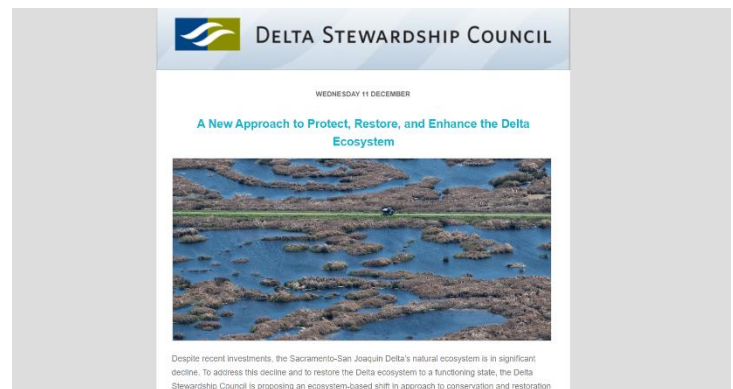 DELTA STEWARDSHIP COUNCIL
WEDNESDAY 11 DECEMBER
A New Approach to Protect, Restore, and Enhance the Delta
Ecosystem
Despite recent investments, the Sacramento-San Joaquin Delta's natural ecosystem is in significant
decline. To address this decline and to restore the Delta ecosystem to a functioning state, the Delta
Stewardship Council is proposing an ecosystem-based shift in approach to conservation and restoration